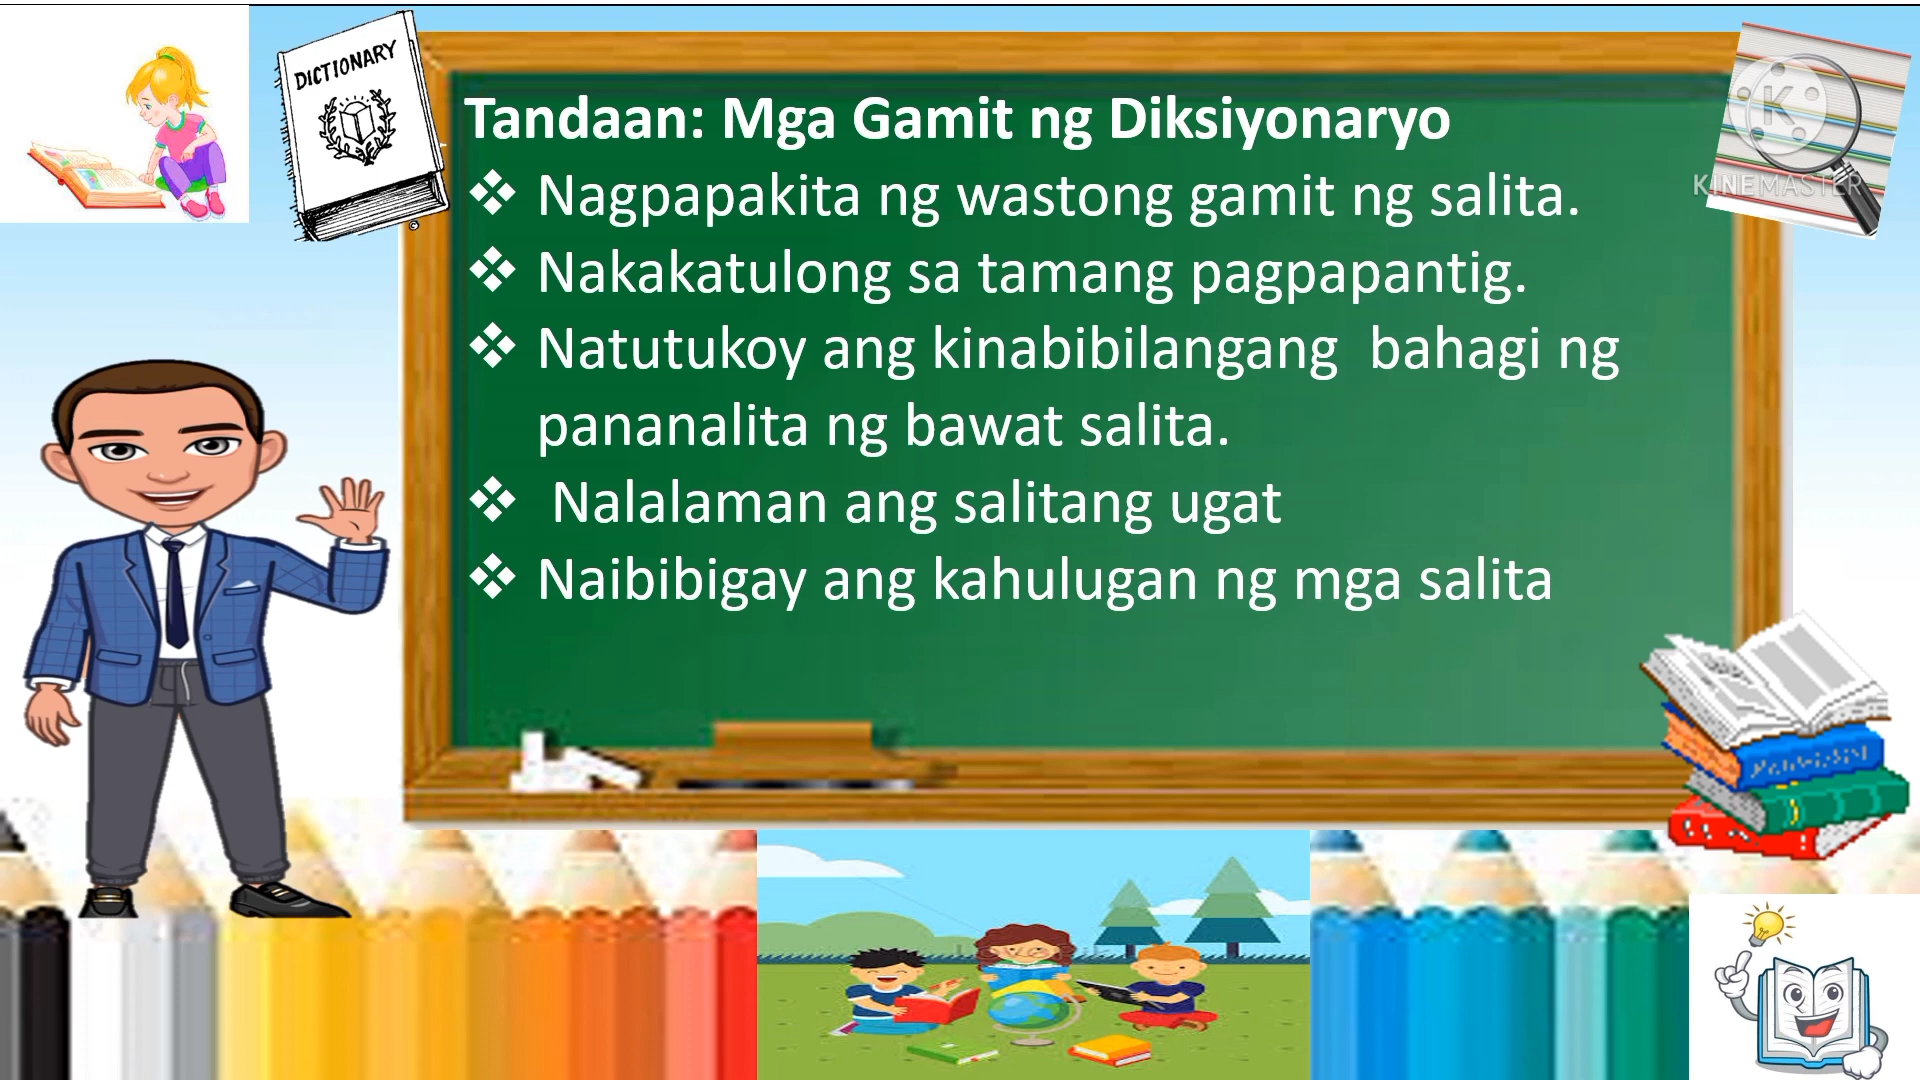 DICTIONARY
Tandaan: Mga Gamit ng Diksiyonaryo
❖ Nagpapakita ng wastong gamit ng salita.
❖ Nakakatulong sa tamang pagpapantig.
❖ Natutukoy ang kinabibilangang bahagi ng
pananalita ng bawat salita.
❖ Nalalaman ang salitang ugat
❖ Naibibigay ang kahulugan ng mga salita
K
KINEMASTER